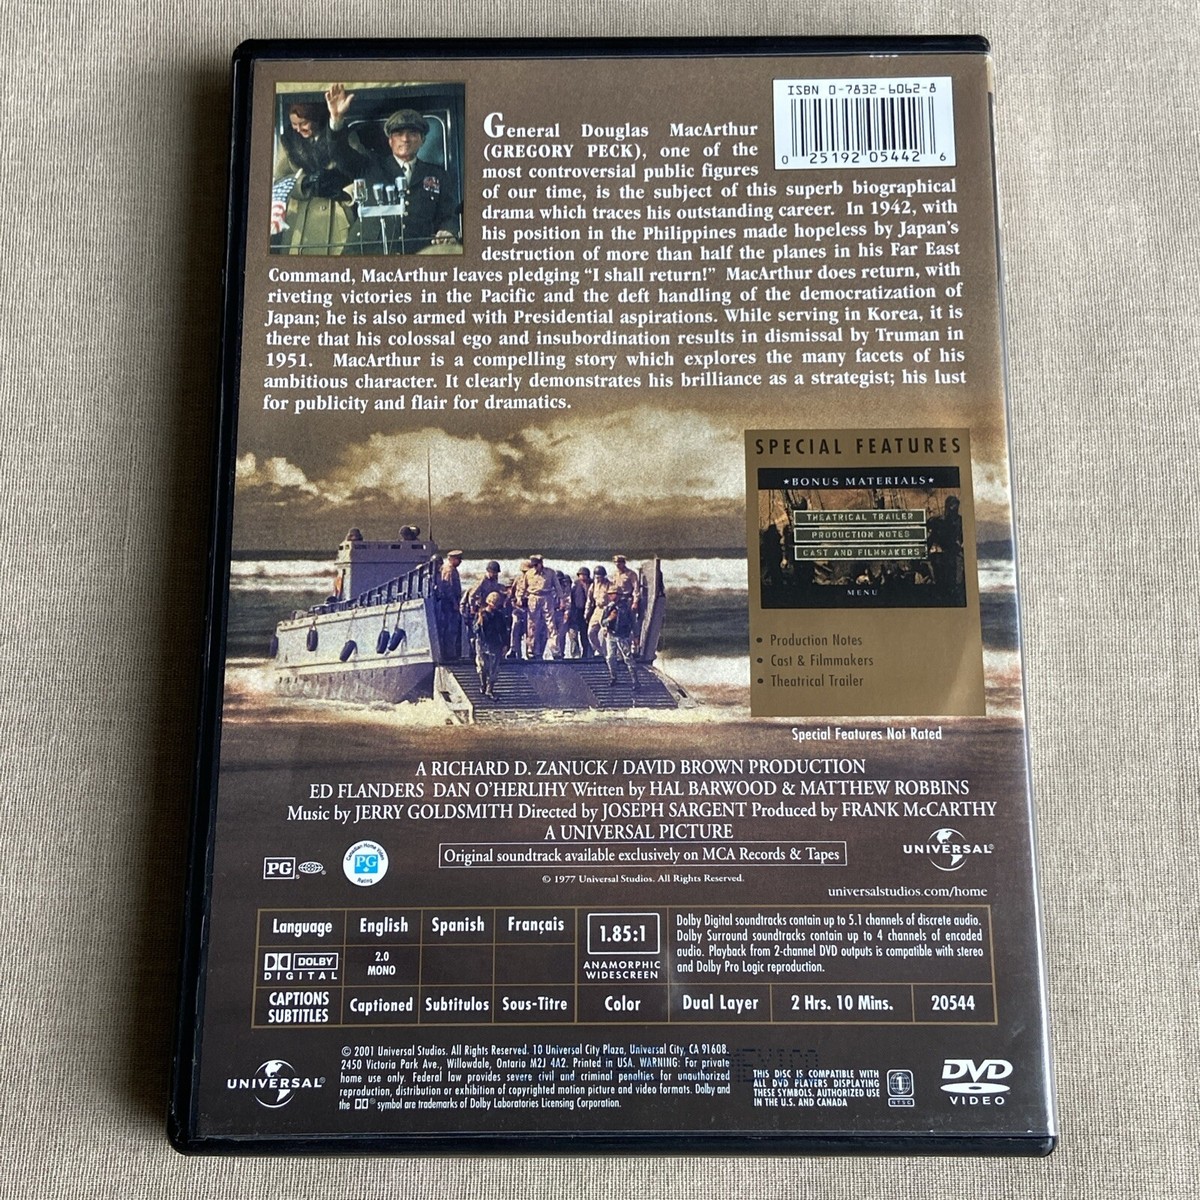 ISBN 0-7832-6062-8
0 25192 05442 6
General Douglas MacArthur
(GREGORY PECK), one of the
most controversial public figures
of our time, is the subject of this superb biographical
drama which traces his outstanding career. In 1942, with
his position in the Philippines made hopeless by Japan's
destruction of more than half the planes in his Far East
Command, MacArthur leaves pledging "I shall return!" MacArthur does return, with
riveting victories in the Pacific and the deft handling of the democratization of
Japan; he is also armed with Presidential aspirations. While serving in Korea, it is
there that his colossal ego and insubordination results in dismissal by Truman in
1951. MacArthur is a compelling story which explores the many facets of his
ambitious character. It clearly demonstrates his brilliance as a strategist; his lust
for publicity and flair for dramatics.
SPECIAL FEATURES
★BONUS MATERIALS★
THEATRICAL TRAILER
PRODUCTION NOTES
CAST AND FILMMAKERS
MENU
• Production Notes
• Cast & Filmmakers
• Theatrical Trailer
Special Features Not Rated
A RICHARD D. ZANUCK / DAVID BROWN PRODUCTION
ED FLANDERS DAN O'HERLIHY Written by HAL BARWOOD & MATTHEW ROBBINS
Music by JERRY GOLDSMITH Directed by JOSEPH SARGENT Produced by FRANK McCARTHY
A UNIVERSAL PICTURE
Original soundtrack available exclusively on MCA Records & Tapes
© 1977 Universal Studios. All Rights Reserved.
PG
Canadian Home Video
PG
Rating
UNIVERSAL®
universalstudios.com/home
Language English Spanish Français
DOLBY
DIGITAL
2.0
MONO
CAPTIONS
SUBTITLES
Captioned Subtitulos Sous-Titre
1.85:1
ANAMORPHIC
WIDESCREEN
Dolby Digital soundtracks contain up to 5.1 channels of discrete audio.
Dolby Surround soundtracks contain up to 4 channels of encoded
audio. Playback from 2-channel DVD outputs is compatible with stereo
and Dolby Pro Logic reproduction.
Color Dual Layer 2 Hrs. 10 Mins. 20544
UNIVERSAL®
© 2001 Universal Studios. All Rights Reserved. 10 Universal City Plaza, Universal City, CA 91608.
2450 Victoria Park Ave., Willowdale, Ontario M2J 4A2. Printed in USA. WARNING: For private
home use only. Federal law provides severe civil and criminal penalties for unauthorized
reproduction, distribution or exhibition of copyrighted motion picture and video formats. Dolby and
the DD® symbol are trademarks of Dolby Laboratories Licensing Corporation.
THIS DISC IS COMPATIBLE WITH
ALL DVD PLAYERS DISPLAYING
THESE SYMBOLS. AUTHORIZED USE
IN THE U.S. AND CANADA
1
NTSC
DVD
VIDEO